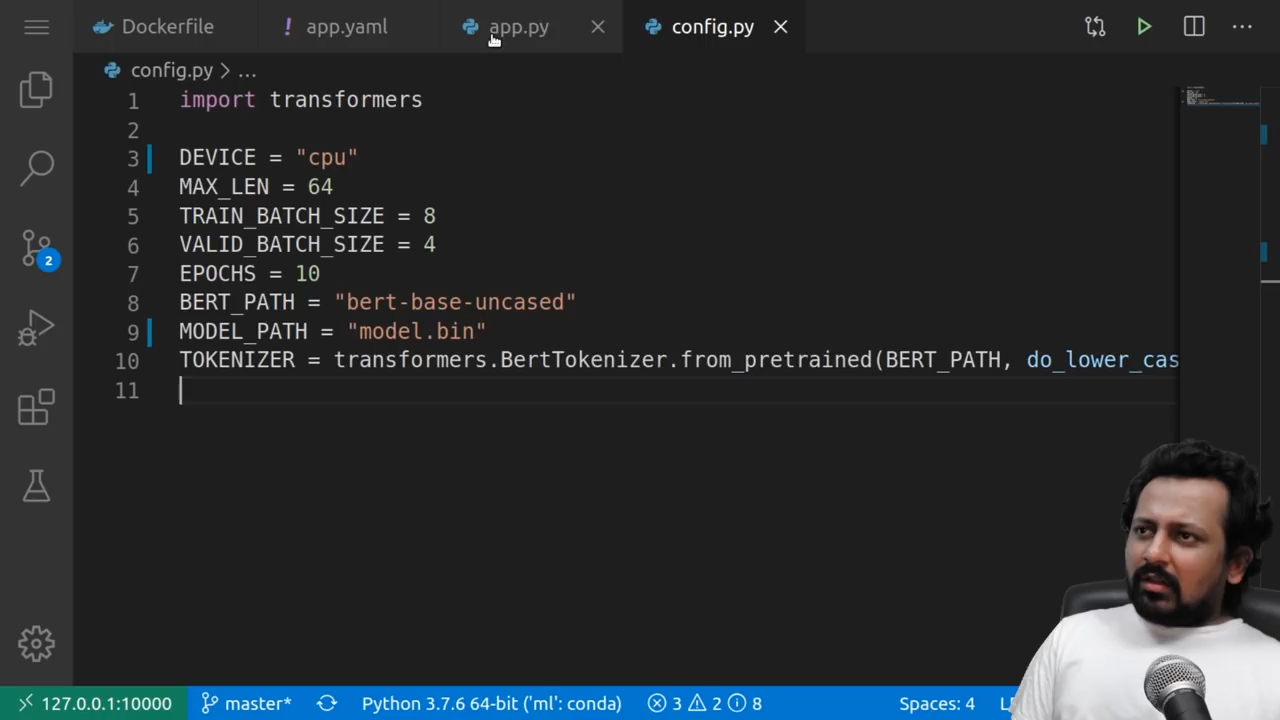 Dockerfile
! app.yaml
app.py
config.py
config.py > ...
1 import transformers
2
3 DEVICE = "cpu"
4 MAX_LEN = 64
5 TRAIN_BATCH_SIZE = 8
6 VALID_BATCH_SIZE = 4
7 EPOCHS = 10
8 BERT_PATH = "bert-base-uncased"
9 MODEL_PATH = "model.bin"
10 TOKENIZER = transformers.BertTokenizer.from_pretrained(BERT_PATH, do_lower_cas
11
2
127.0.0.1:10000 master* Python 3.7.6 64-bit ('ml': conda) 3 2 8 Spaces: 4